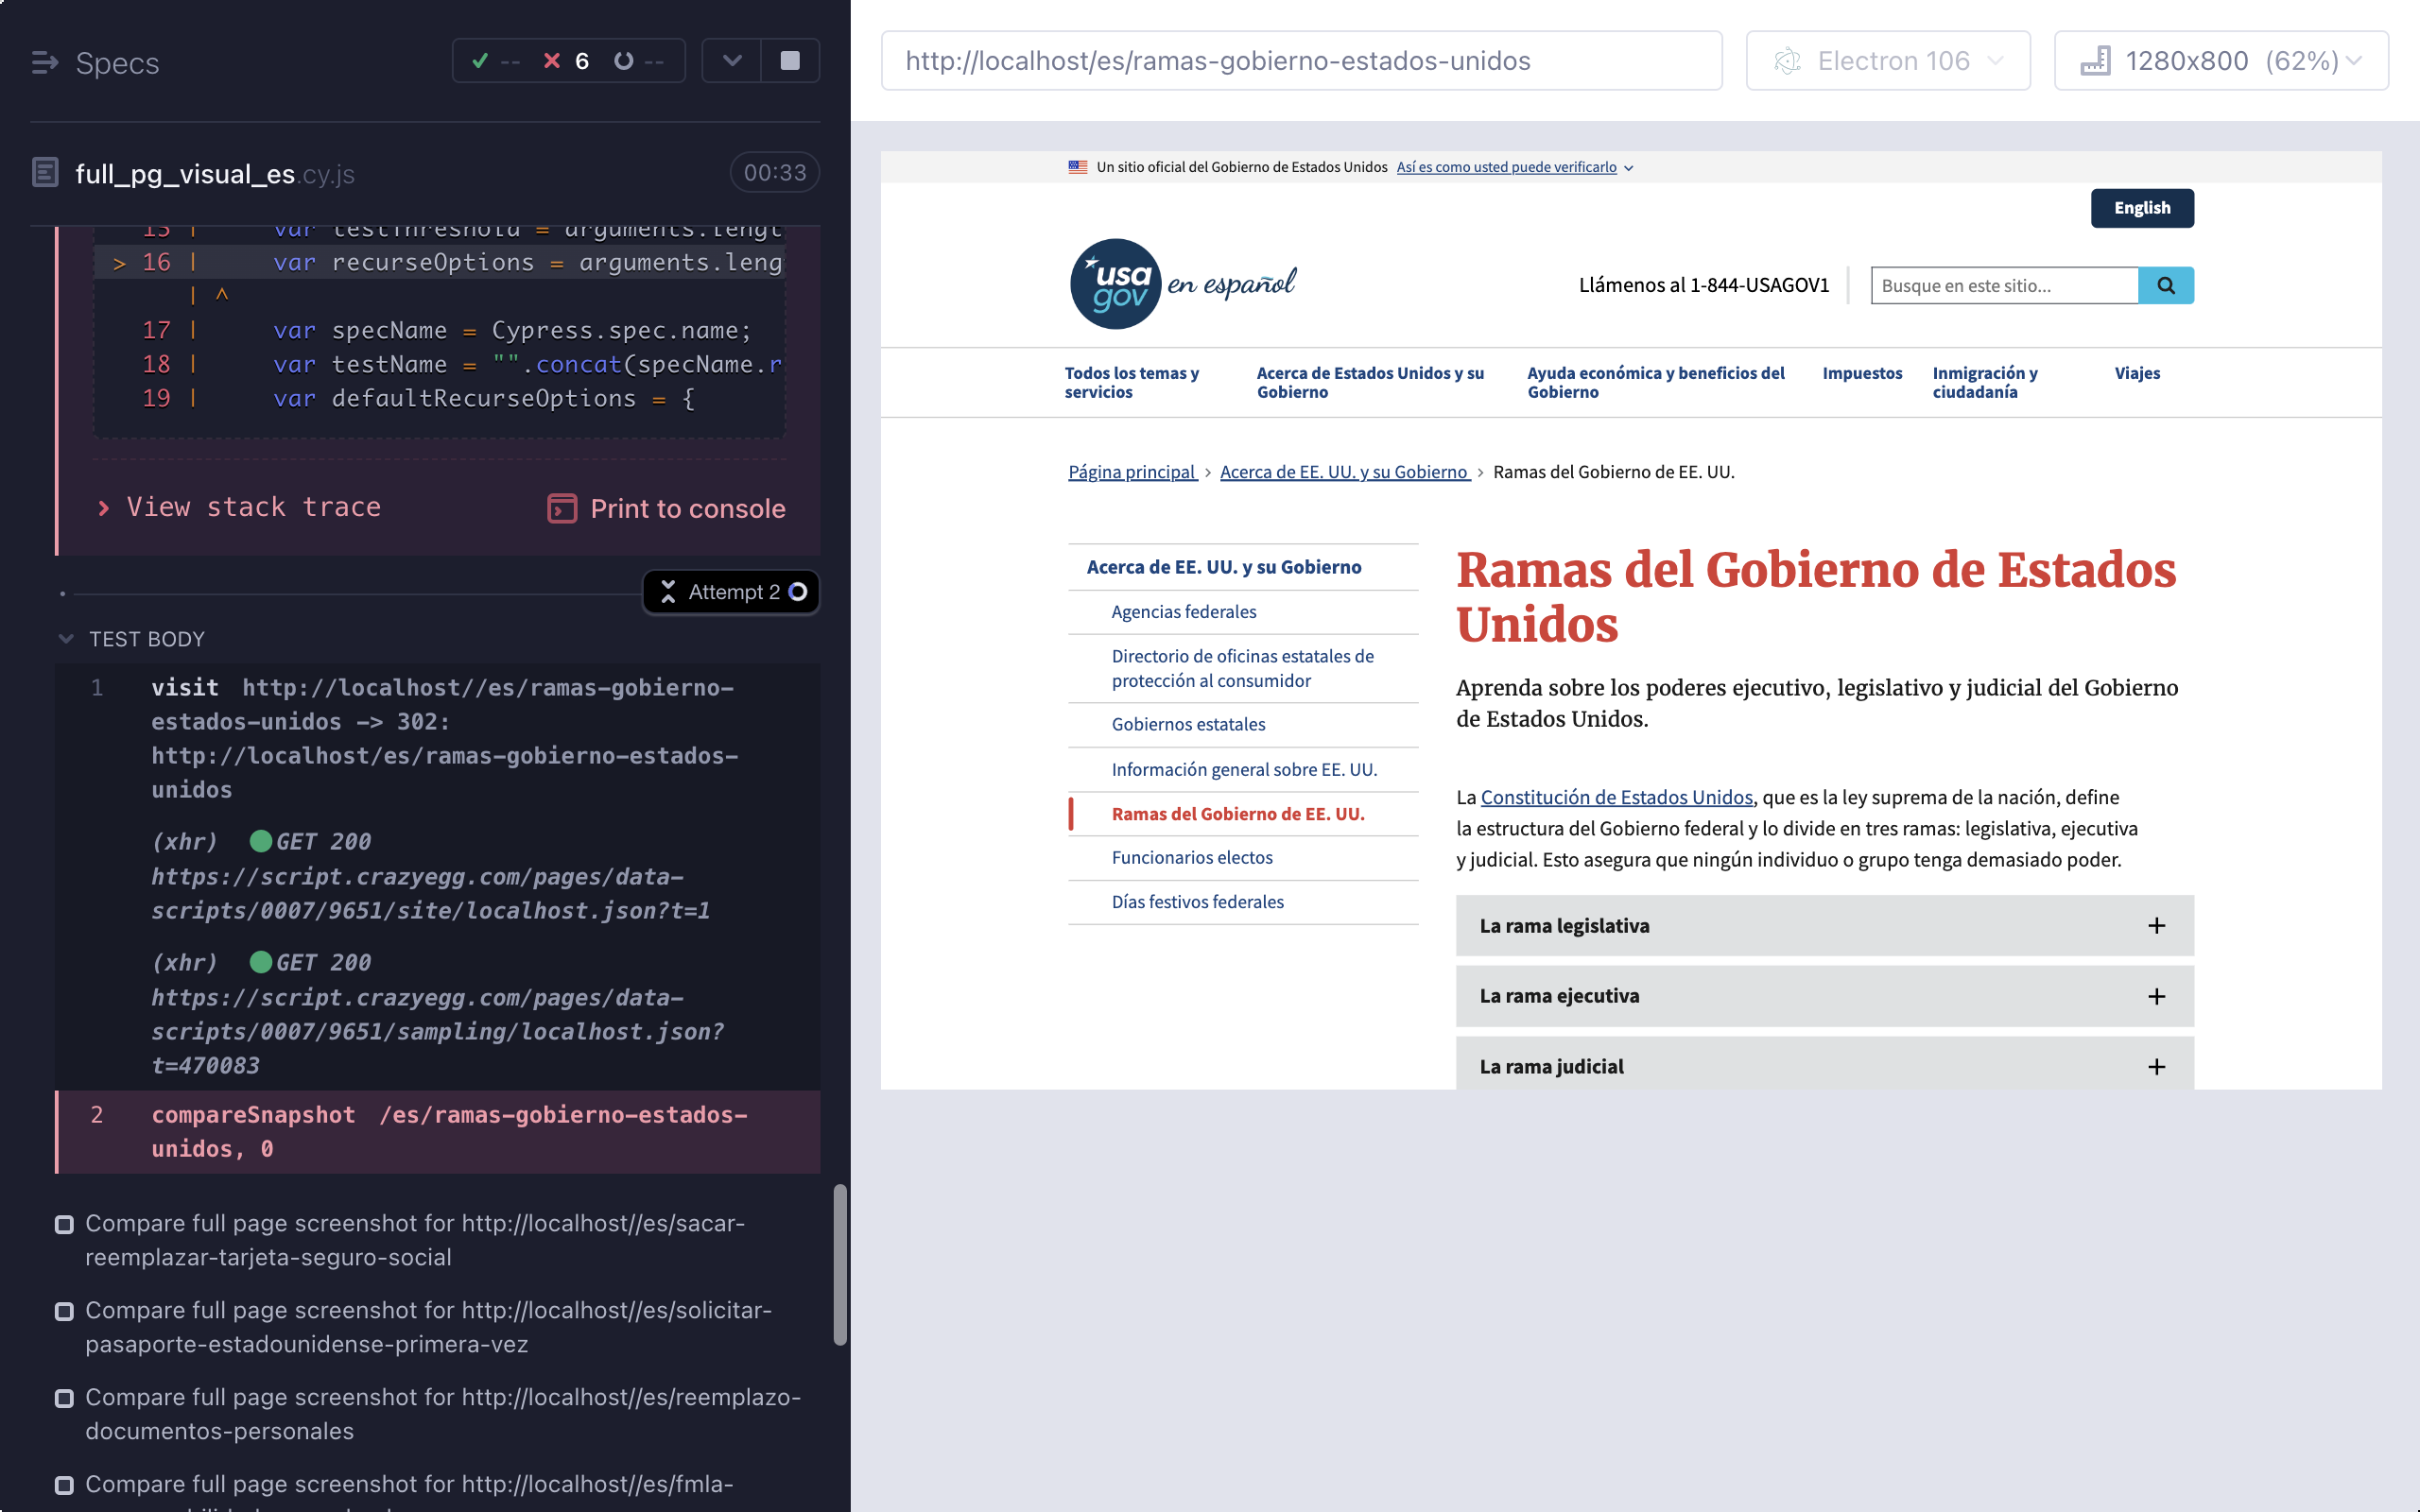 Specs
-- 6 --
full_pg_visual_es.cy.js
00:33
15 | var testThreshold = arguments.lengt
> 16 | var recurseOptions = arguments.leng
| ^
17 | var specName = Cypress.spec.name;
18 | var testName = "".concat(specName.r
19 | var defaultRecurseOptions = {
View stack trace
Print to console
Attempt 2
TEST BODY
1 visit http://localhost//es/ramas-gobierno-
estados-unidos -> 302:
http://localhost/es/ramas-gobierno-estados-
unidos
(xhr) GET 200
https://script.crazyegg.com/pages/data-
scripts/0007/9651/site/localhost.json?t=1
(xhr) GET 200
https://script.crazyegg.com/pages/data-
scripts/0007/9651/sampling/localhost.json?
t=470083
2 compareSnapshot /es/ramas-gobierno-estados-
unidos, 0
Compare full page screenshot for http://localhost//es/sacar-
reemplazar-tarjeta-seguro-social
Compare full page screenshot for http://localhost//es/solicitar-
pasaporte-estadounidense-primera-vez
Compare full page screenshot for http://localhost//es/reemplazo-
documentos-personales
Compare full page screenshot for http://localhost//es/fmla-
http://localhost/es/ramas-gobierno-estados-unidos
Electron 106
1280x800 (62%)
Un sitio oficial del Gobierno de Estados Unidos Así es como usted puede verificarlo
English
usa
gov en español
Llámenos al 1-844-USAGOV1
Busque en este sitio...
Todos los temas y
servicios
Acerca de Estados Unidos y su
Gobierno
Ayuda económica y beneficios del
Gobierno
Impuestos
Inmigración y
ciudadanía
Viajes
Página principal › Acerca de EE. UU. y su Gobierno › Ramas del Gobierno de EE. UU.
Acerca de EE. UU. y su Gobierno
Agencias federales
Directorio de oficinas estatales de
protección al consumidor
Gobiernos estatales
Información general sobre EE. UU.
Ramas del Gobierno de EE. UU.
Funcionarios electos
Días festivos federales
Ramas del Gobierno de Estados
Unidos
Aprenda sobre los poderes ejecutivo, legislativo y judicial del Gobierno
de Estados Unidos.
La Constitución de Estados Unidos, que es la ley suprema de la nación, define
la estructura del Gobierno federal y lo divide en tres ramas: legislativa, ejecutiva
y judicial. Esto asegura que ningún individuo o grupo tenga demasiado poder.
La rama legislativa +
La rama ejecutiva +
La rama judicial +